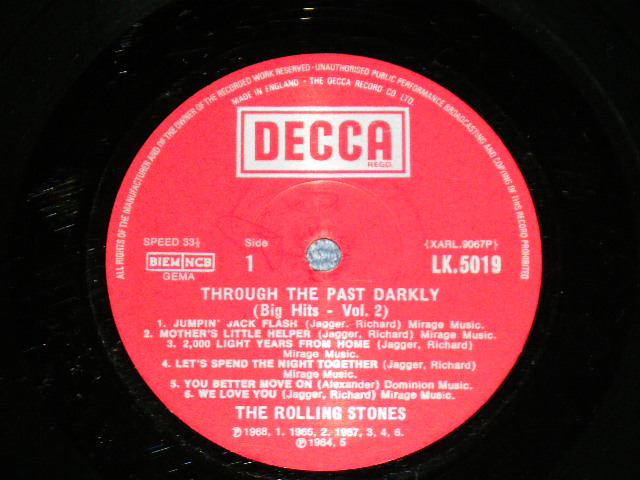 ALL RIGHTS OF THE MANUFACTURER AND OF THE OWNER OF THE RECORDED WORK RESERVED · UNAUTHORISED PUBLIC PERFORMANCE BROADCASTING AND COPYING OF THIS RECORD PROHIBITED
MADE IN ENGLAND · THE DECCA RECORD CO. LTD.
DECCA
REGD.
SPEED 33⅓ Side (XARL.9067P)
BIEM NCB 1 LK.5019
GEMA
THROUGH THE PAST DARKLY
(Big Hits - Vol. 2)
1. JUMPIN' JACK FLASH (Jagger, Richard) Mirage Music.
2. MOTHER'S LITTLE HELPER (Jagger, Richard) Mirage Music.
3. 2,000 LIGHT YEARS FROM HOME (Jagger, Richard)
Mirage Music.
4. LET'S SPEND THE NIGHT TOGETHER (Jagger, Richard)
Mirage Music.
5. YOU BETTER MOVE ON (Alexander) Dominion Music.
6. WE LOVE YOU (Jagger, Richard) Mirage Music.
THE ROLLING STONES
℗1968, 1. 1966, 2. 1967, 3, 4, 6.
℗1964, 5